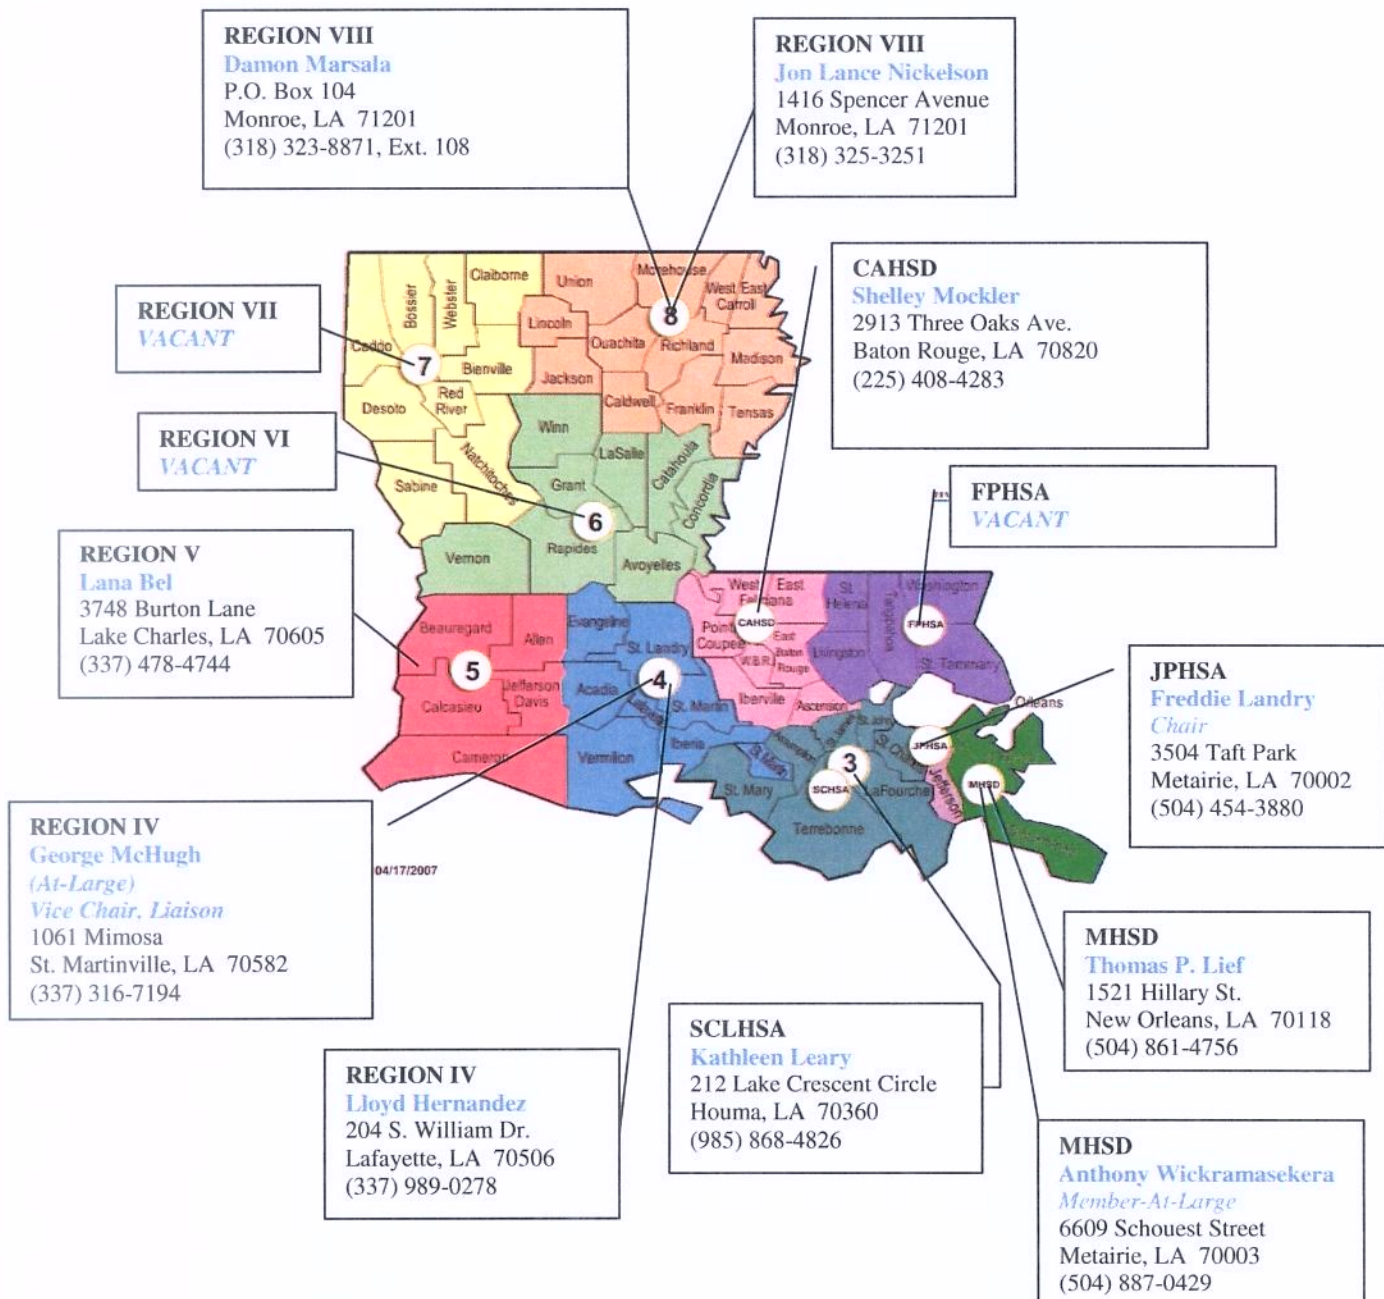 REGION VIII
Damon Marsala
P.O. Box 104
Monroe, LA 71201
(318) 323-8871, Ext. 108
REGION VIII
Jon Lance Nickelson
1416 Spencer Avenue
Monroe, LA 71201
(318) 325-3251
CAHSD
Shelley Mockler
2913 Three Oaks Ave.
Baton Rouge, LA 70820
(225) 408-4283
REGION VII
VACANT
REGION VI
VACANT
FPHSA
VACANT
REGION V
Lana Bel
3748 Burton Lane
Lake Charles, LA 70605
(337) 478-4744
JPHSA
Freddie Landry
Chair
3504 Taft Park
Metairie, LA 70002
(504) 454-3880
REGION IV
George McHugh
(At-Large)
Vice Chair, Liaison
1061 Mimosa
St. Martinville, LA 70582
(337) 316-7194
04/17/2007
MHSD
Thomas P. Lief
1521 Hillary St.
New Orleans, LA 70118
(504) 861-4756
SCLHSA
Kathleen Leary
212 Lake Crescent Circle
Houma, LA 70360
(985) 868-4826
REGION IV
Lloyd Hernandez
204 S. William Dr.
Lafayette, LA 70506
(337) 989-0278
MHSD
Anthony Wickramasekera
Member-At-Large
6609 Schouest Street
Metairie, LA 70003
(504) 887-0429
Caddo
Bossier
Webster
Claiborne
Bienville
Desoto
Red
River
Sabine
Natchitoches
7
Union
Morehouse
West East
Carroll
Lincoln
Ouachita
Richland
Madison
Jackson
Caldwell
Franklin
Tensas
8
Winn
LaSalle
Catahoula
Concordia
Grant
Rapides
Vernon
Avoyelles
6
Beauregard
Allen
Calcasieu
Jefferson
Davis
Cameron
5
Evangeline
St. Landry
Acadia
Lafayette
St. Martin
Vermilion
Iberia
St. Martin
4
West East
Feliciana
Pointe
Coupee
East
Baton
Rouge
W.B.R.
Iberville
Ascension
CAHSD
St.
Helena
Washington
Tangipahoa
Livingston
St. Tammany
FPHSA
Assumption
St. James
St. John
St. Charles
St. Mary
LaFourche
Terrebonne
3
SCHSA
JPHSA
Jefferson
Orleans
MHSD